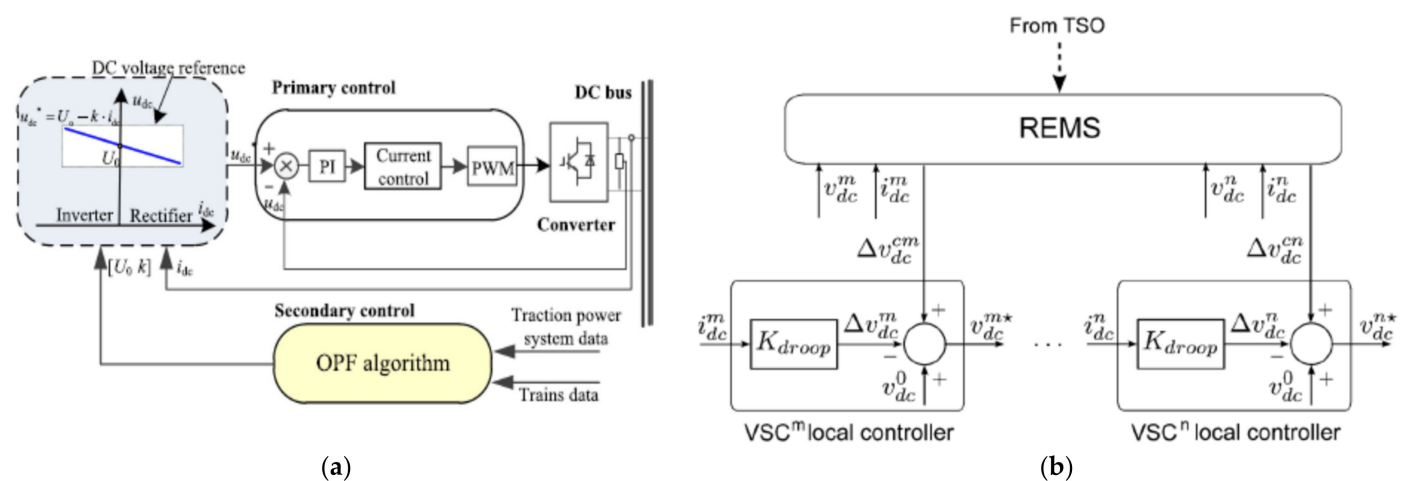 DC voltage reference
u_dc
u_dc* = U_0 − k · i_dc
U_0
Inverter
Rectifier
i_dc
[U_0 k]
i_dc
u_dc*
Primary control
+
−
u_dc
PI
Current
control
PWM
Converter
DC bus
Secondary control
OPF algorithm
Traction power
system data
Trains data
(a)
From TSO
REMS
v_dc^m
i_dc^m
v_dc^n
i_dc^n
Δv_dc^cm
Δv_dc^cn
i_dc^m
K_droop
Δv_dc^m
+
−
+
v_dc^0
v_dc^m⋆
· · ·
i_dc^n
K_droop
Δv_dc^n
+
−
+
v_dc^0
v_dc^n⋆
VSC^m local controller
VSC^n local controller
(b)